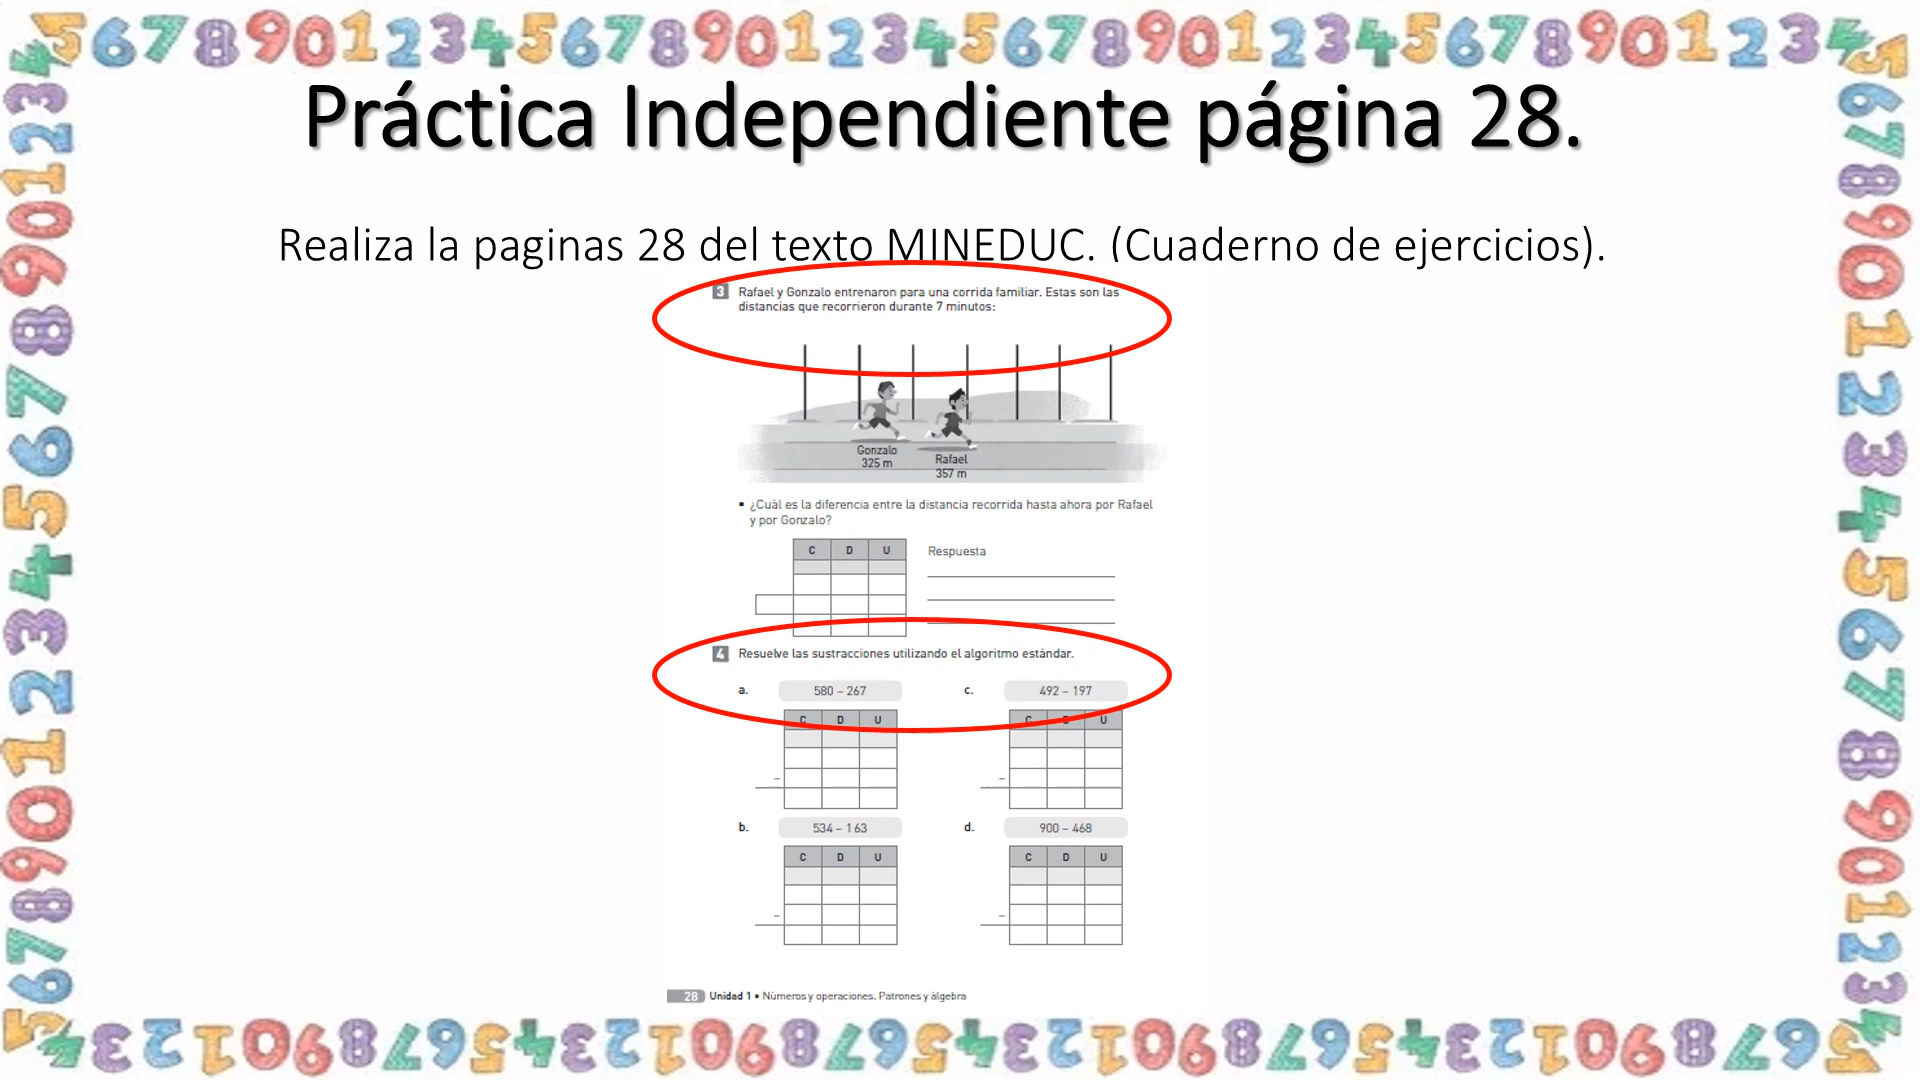 Práctica Independiente página 28.
Realiza la paginas 28 del texto MINEDUC. (Cuaderno de ejercicios).
3 Rafael y Gonzalo entrenaron para una corrida familiar. Estas son las
distancias que recorrieron durante 7 minutos:
Gonzalo
325 m
Rafael
357 m
▪ ¿Cuál es la diferencia entre la distancia recorrida hasta ahora por Rafael
y por Gonzalo?
C D U
Respuesta
4 Resuelve las sustracciones utilizando el algoritmo estándar.
a. 580 – 267
C D U
–
c. 492 – 197
C D U
–
b. 534 – 163
C D U
–
d. 900 – 468
C D U
–
28 Unidad 1 • Números y operaciones. Patrones y álgebra